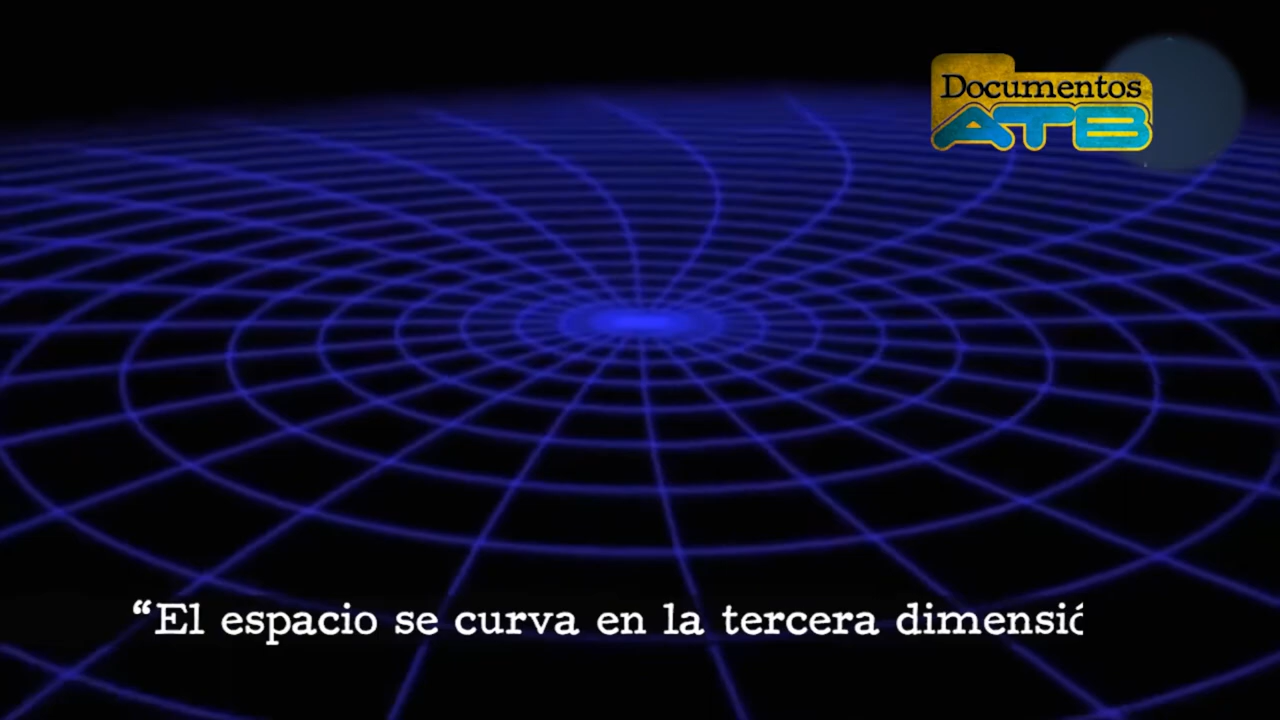 Documentos
ATB
“El espacio se curva en la tercera dimensió